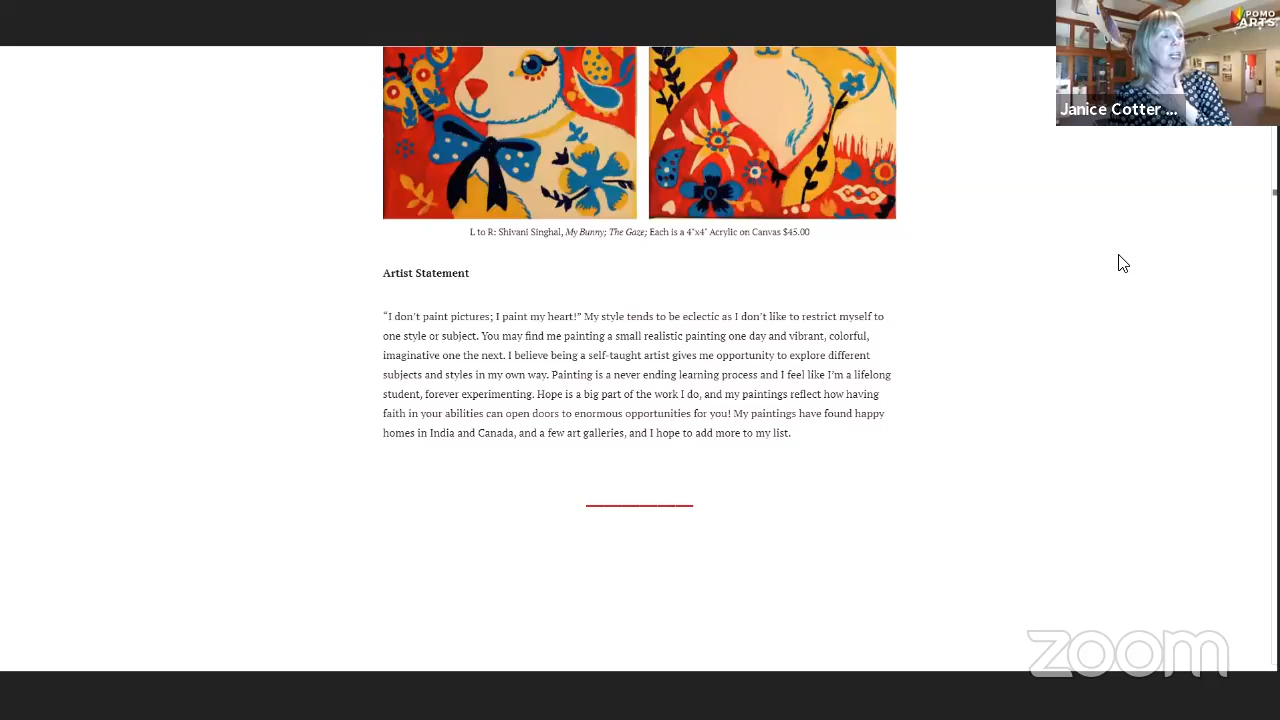 POMO
ARTS
Janice Cotter ...
L to R: Shivani Singhal, My Bunny; The Gaze; Each is a 4"x4" Acrylic on Canvas $45.00
Artist Statement
“I don’t paint pictures; I paint my heart!” My style tends to be eclectic as I don’t like to restrict myself to
one style or subject. You may find me painting a small realistic painting one day and vibrant, colorful,
imaginative one the next. I believe being a self-taught artist gives me opportunity to explore different
subjects and styles in my own way. Painting is a never ending learning process and I feel like I’m a lifelong
student, forever experimenting. Hope is a big part of the work I do, and my paintings reflect how having
faith in your abilities can open doors to enormous opportunities for you! My paintings have found happy
homes in India and Canada, and a few art galleries, and I hope to add more to my list.
zoom